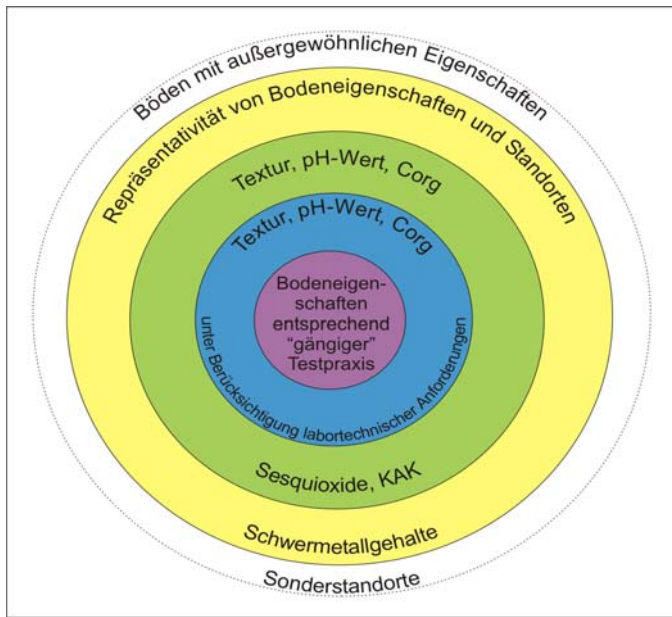 Böden mit außergewöhnlichen Eigenschaften
Repräsentativität von Bodeneigenschaften und Standorten
Textur, pH-Wert, Corg
Textur, pH-Wert, Corg
Bodeneigen-
schaften
entsprechend
“gängiger”
Testpraxis
unter Berücksichtigung labortechnischer Anforderungen
Sesquioxide, KAK
Schwermetallgehalte
Sonderstandorte